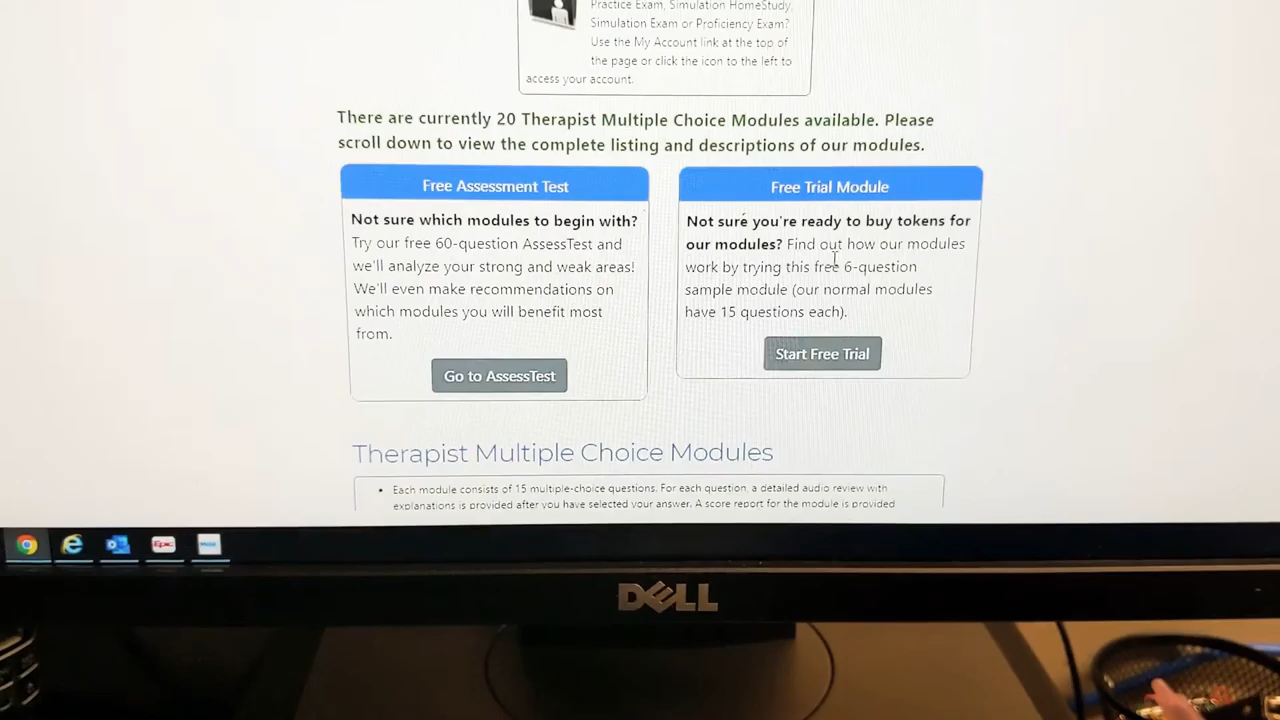 Practice Exam, Simulation HomeStudy,
Simulation Exam or Proficiency Exam?
Use the My Account link at the top of
the page or click the icon to the left to
access your account.
There are currently 20 Therapist Multiple Choice Modules available. Please
scroll down to view the complete listing and descriptions of our modules.
Free Assessment Test
Not sure which modules to begin with?
Try our free 60-question AssessTest and
we'll analyze your strong and weak areas!
We'll even make recommendations on
which modules you will benefit most
from.
Go to AssessTest
Free Trial Module
Not sure you're ready to buy tokens for
our modules? Find out how our modules
work by trying this free 6-question
sample module (our normal modules
have 15 questions each).
Start Free Trial
Therapist Multiple Choice Modules
• Each module consists of 15 multiple-choice questions. For each question, a detailed audio review with
explanations is provided after you have selected your answer. A score report for the module is provided
Epic
DELL